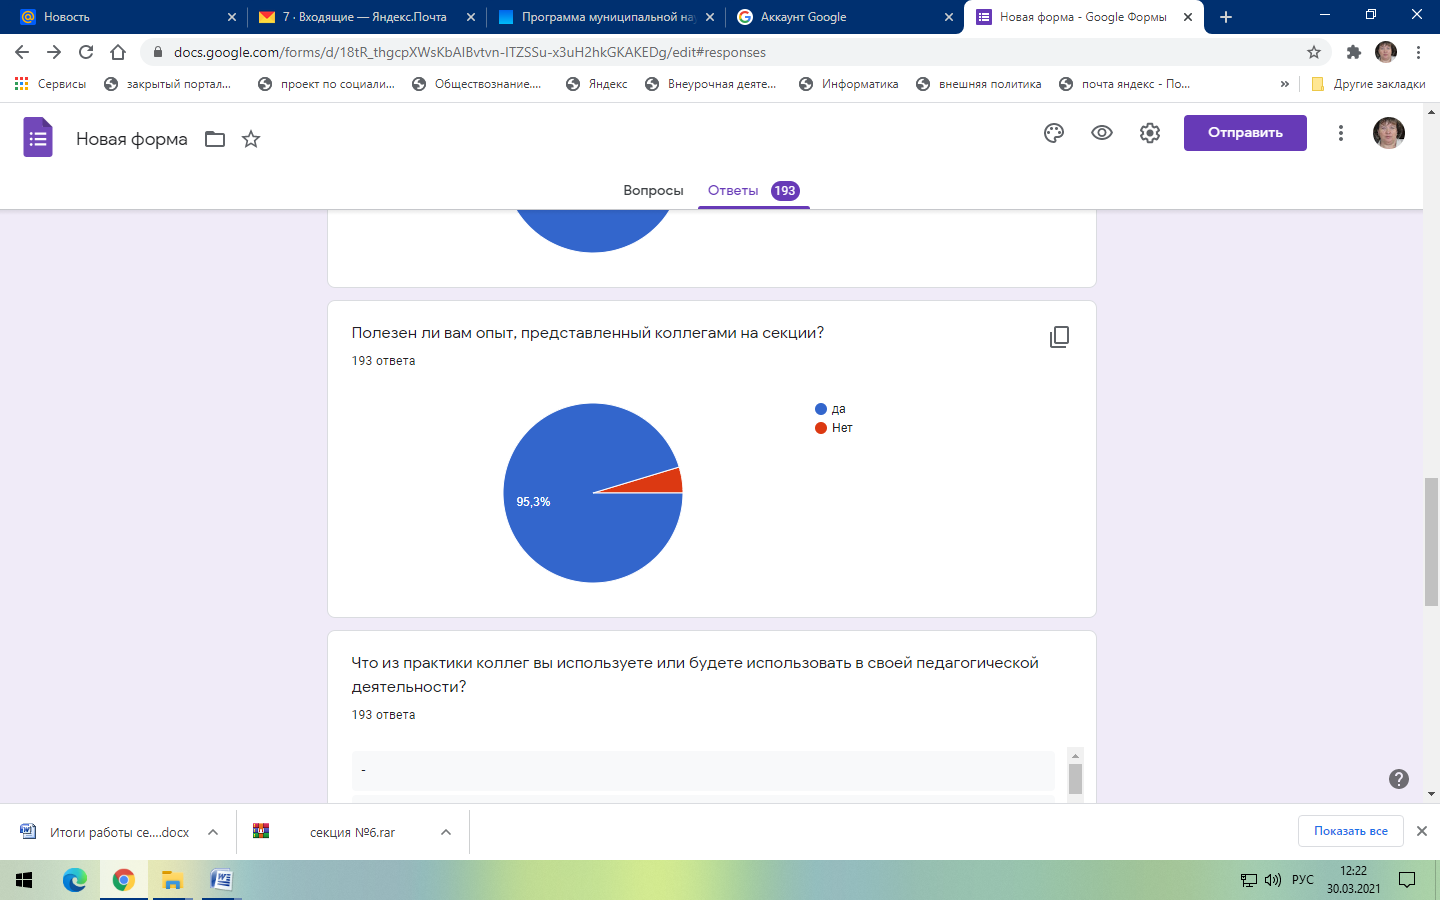 Новость
7 · Входящие — Яндекс.Почта
Программа муниципальной на
Аккаунт Google
Новая форма - Google Формы
docs.google.com/forms/d/18tR_thgcpXWsKbAIBvtvn-ITZSSu-x3uH2hkGKAKEDg/edit#responses
Сервисы
закрытый портал...
проект по социали...
Обществознание....
Яндекс
Внеурочная деяте...
Информатика
внешняя политика
почта яндекс - По...
»
Другие закладки
Новая форма
Отправить
Вопросы
Ответы 193
Полезен ли вам опыт, представленный коллегами на секции?
193 ответа
да
Нет
95,3%
Что из практики коллег вы используете или будете использовать в своей педагогической
деятельности?
193 ответа
-
Итоги работы се....docx
секция №6.rar
Показать все
РУС
12:22
30.03.2021